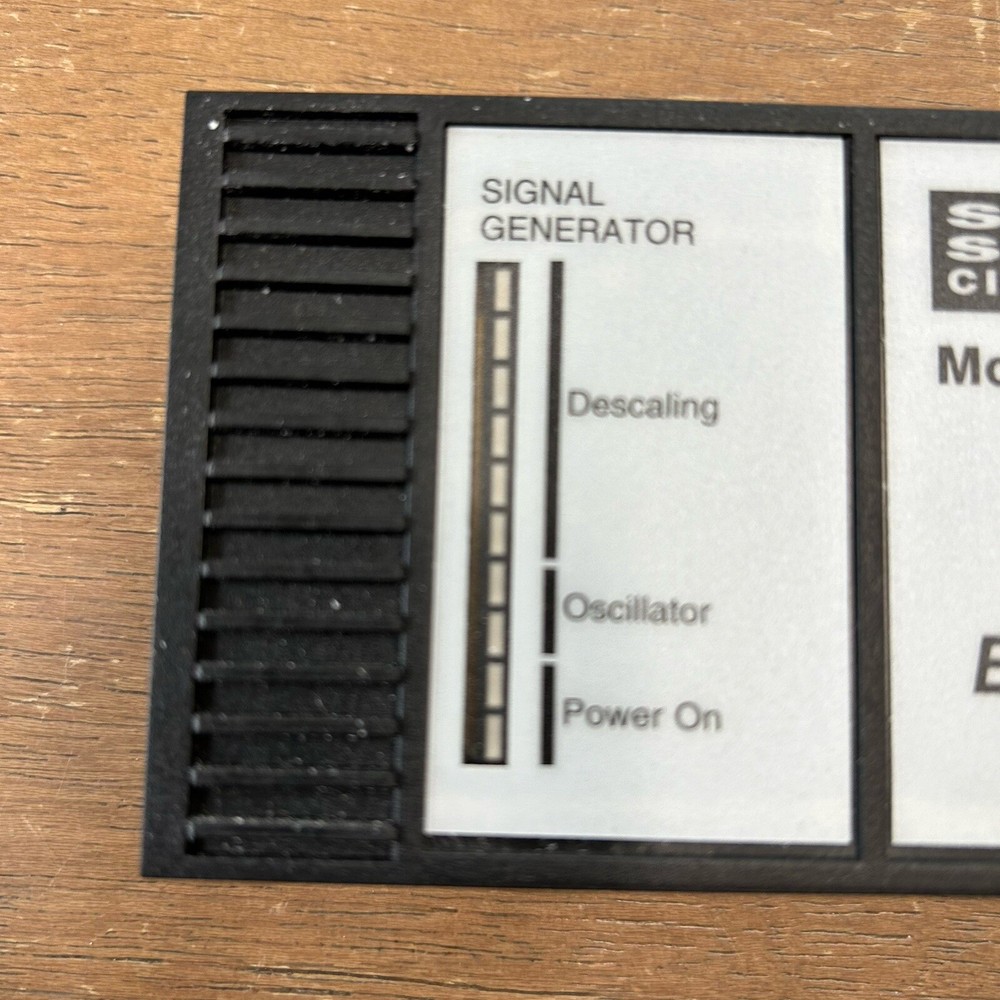 SIGNAL
GENERATOR
Descaling
Oscillator
Power On